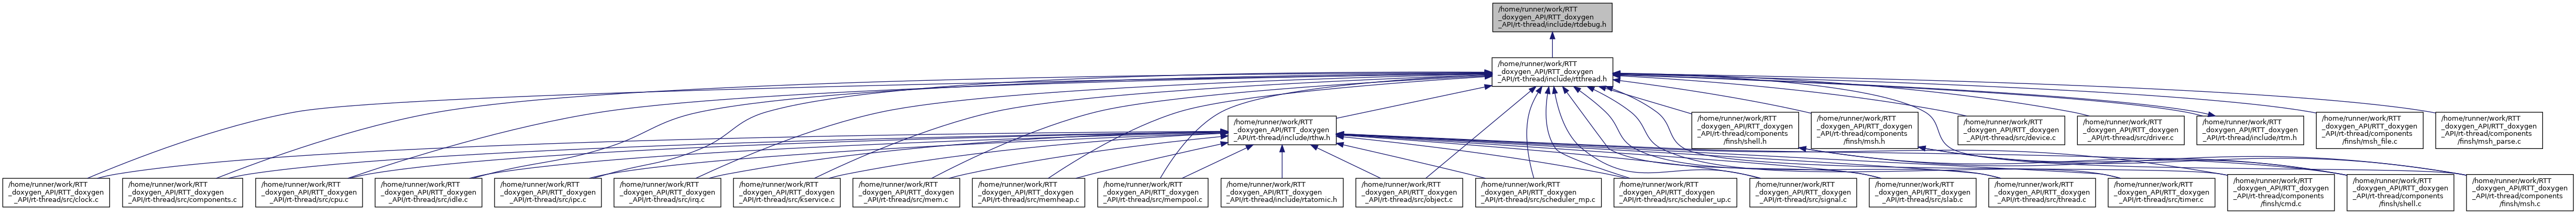 /home/runner/work/RTT
_doxygen_API/RTT_doxygen
_API/rt-thread/include/rtdebug.h
/home/runner/work/RTT
_doxygen_API/RTT_doxygen
_API/rt-thread/include/rtthread.h
/home/runner/work/RTT
_doxygen_API/RTT_doxygen
_API/rt-thread/include/rthw.h
/home/runner/work/RTT
_doxygen_API/RTT_doxygen
_API/rt-thread/components
/finsh/shell.h
/home/runner/work/RTT
_doxygen_API/RTT_doxygen
_API/rt-thread/components
/finsh/msh.h
/home/runner/work/RTT
_doxygen_API/RTT_doxygen
_API/rt-thread/src/device.c
/home/runner/work/RTT
_doxygen_API/RTT_doxygen
_API/rt-thread/src/driver.c
/home/runner/work/RTT
_doxygen_API/RTT_doxygen
_API/rt-thread/include/rtm.h
/home/runner/work/RTT
_doxygen_API/RTT_doxygen
_API/rt-thread/components
/finsh/msh_file.c
/home/runner/work/RTT
_doxygen_API/RTT_doxygen
_API/rt-thread/components
/finsh/msh_parse.c
/home/runner/work/RTT
_doxygen_API/RTT_doxygen
_API/rt-thread/src/clock.c
/home/runner/work/RTT
_doxygen_API/RTT_doxygen
_API/rt-thread/src/components.c
/home/runner/work/RTT
_doxygen_API/RTT_doxygen
_API/rt-thread/src/cpu.c
/home/runner/work/RTT
_doxygen_API/RTT_doxygen
_API/rt-thread/src/idle.c
/home/runner/work/RTT
_doxygen_API/RTT_doxygen
_API/rt-thread/src/ipc.c
/home/runner/work/RTT
_doxygen_API/RTT_doxygen
_API/rt-thread/src/irq.c
/home/runner/work/RTT
_doxygen_API/RTT_doxygen
_API/rt-thread/src/kservice.c
/home/runner/work/RTT
_doxygen_API/RTT_doxygen
_API/rt-thread/src/mem.c
/home/runner/work/RTT
_doxygen_API/RTT_doxygen
_API/rt-thread/src/memheap.c
/home/runner/work/RTT
_doxygen_API/RTT_doxygen
_API/rt-thread/src/mempool.c
/home/runner/work/RTT
_doxygen_API/RTT_doxygen
_API/rt-thread/include/rtatomic.h
/home/runner/work/RTT
_doxygen_API/RTT_doxygen
_API/rt-thread/src/object.c
/home/runner/work/RTT
_doxygen_API/RTT_doxygen
_API/rt-thread/src/scheduler_mp.c
/home/runner/work/RTT
_doxygen_API/RTT_doxygen
_API/rt-thread/src/scheduler_up.c
/home/runner/work/RTT
_doxygen_API/RTT_doxygen
_API/rt-thread/src/signal.c
/home/runner/work/RTT
_doxygen_API/RTT_doxygen
_API/rt-thread/src/slab.c
/home/runner/work/RTT
_doxygen_API/RTT_doxygen
_API/rt-thread/src/thread.c
/home/runner/work/RTT
_doxygen_API/RTT_doxygen
_API/rt-thread/src/timer.c
/home/runner/work/RTT
_doxygen_API/RTT_doxygen
_API/rt-thread/components
/finsh/cmd.c
/home/runner/work/RTT
_doxygen_API/RTT_doxygen
_API/rt-thread/components
/finsh/shell.c
/home/runner/work/RTT
_doxygen_API/RTT_doxygen
_API/rt-thread/components
/finsh/msh.c